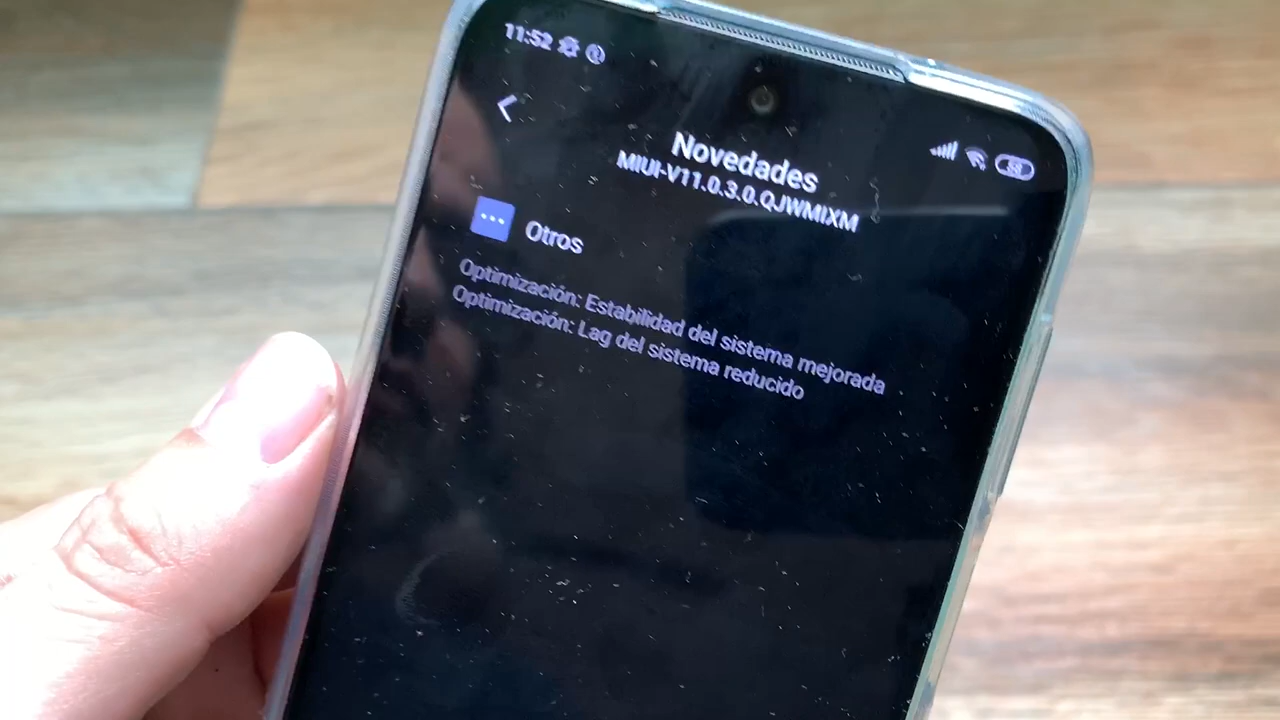 11:52
58
Novedades
MIUI-V11.0.3.0.QJWMIXM
Otros
Optimización: Estabilidad del sistema mejorada
Optimización: Lag del sistema reducido